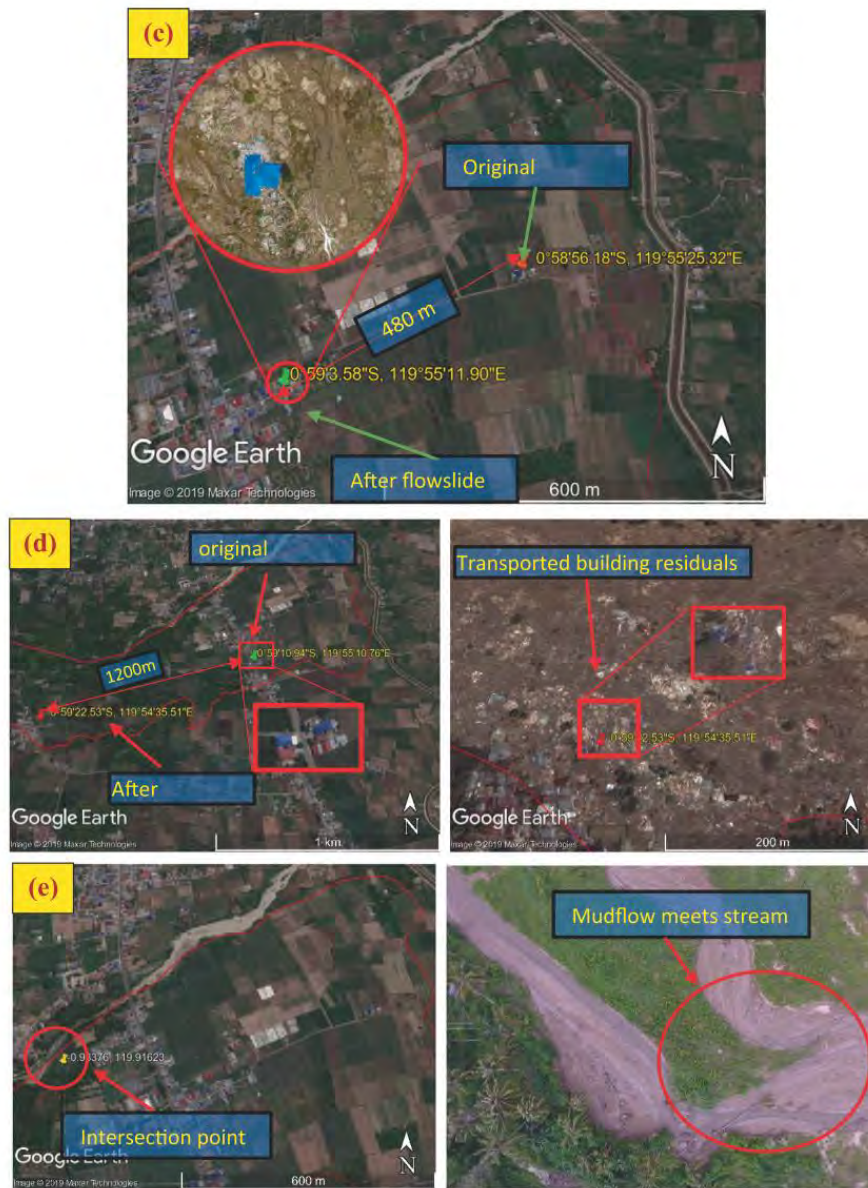 (c)
Original
0°58'56.18"S, 119°55'25.32"E
480 m
0°59'3.58"S, 119°55'11.90"E
Google Earth
After flowslide
N
Image © 2019 Maxar Technologies
600 m
(d)
original
0°59'10.94"S, 119°55'10.76"E
1200m
0°59'22.53"S, 119°54'35.51"E
After
Google Earth
N
Image © 2019 Maxar Technologies
1 km
Transported building residuals
0°59'22.53"S, 119°54'35.51"E
Google Earth
N
Image © 2019 Maxar Technologies
200 m
(e)
119.91623
Intersection point
Google Earth
N
Image © 2019 Maxar Technologies
600 m
Mudflow meets stream